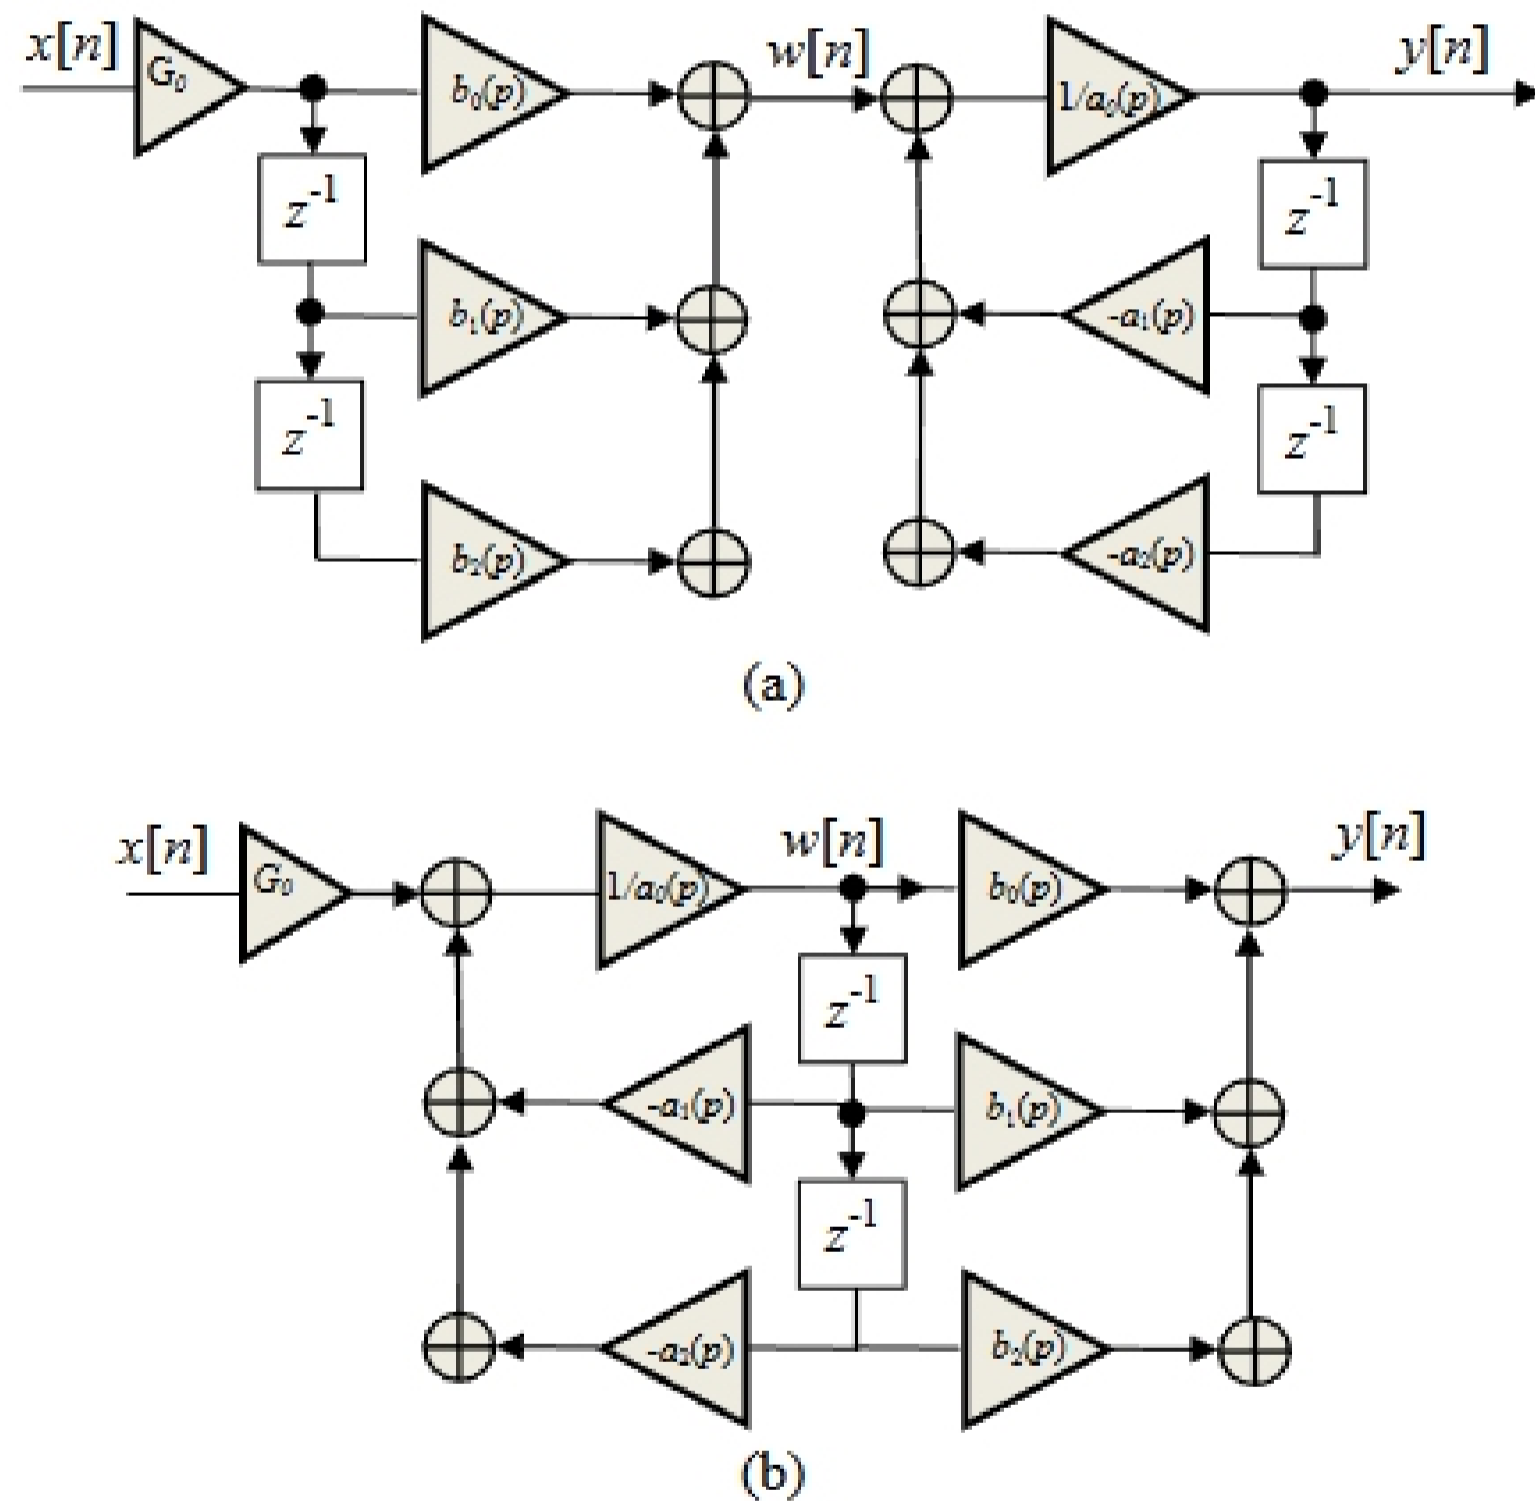 x[n] G₀ b₀(p) w[n] 1/a₀(p) y[n]
z⁻¹ z⁻¹
b₁(p) -a₁(p)
z⁻¹ z⁻¹
b₂(p) -a₂(p)
(a)
x[n] G₀ 1/a₀(p) w[n] b₀(p) y[n]
z⁻¹
-a₁(p) b₁(p)
z⁻¹
-a₂(p) b₂(p)
(b)